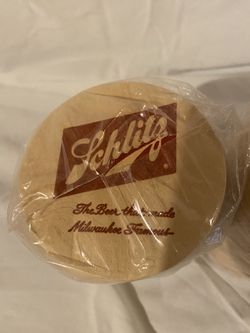 Schlitz
The Beer that made
Milwaukee Famous